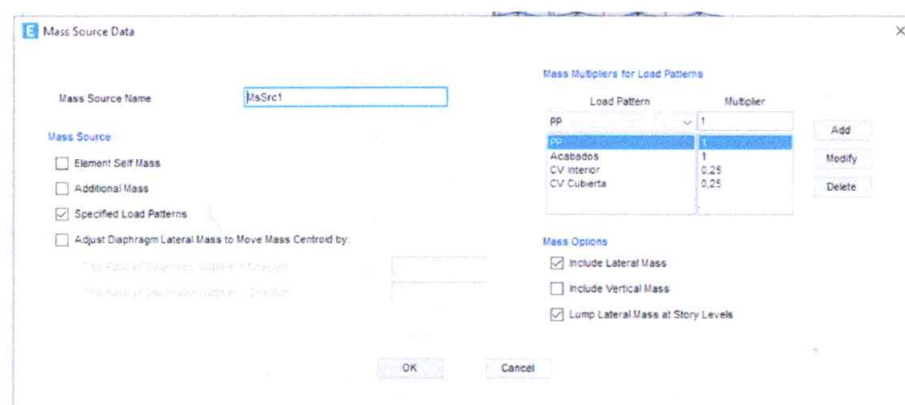 E Mass Source Data
Mass Source Name
MsSrc1
Mass Source
Element Self Mass
Additional Mass
Specified Load Patterns
Adjust Diaphragm Lateral Mass to Move Mass Centroid by:
Mass Multipliers for Load Patterns
Load Pattern Multiplier
PP 1
PP 1
Acabados 1
CV Interior 0,25
CV Cubierta 0,25
Add
Modify
Delete
Mass Options
Include Lateral Mass
Include Vertical Mass
Lump Lateral Mass at Story Levels
OK Cancel